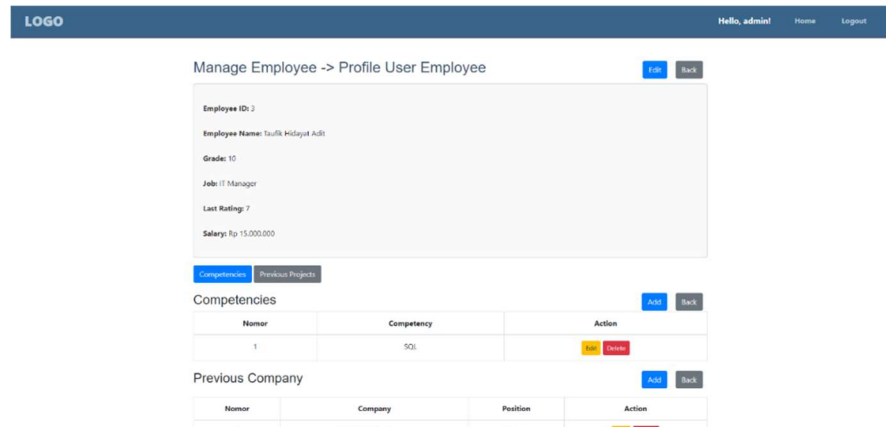 LOGO Hello, admin! Home Logout
Manage Employee -> Profile User Employee Edit Back
Employee ID: 3
Employee Name: Taufik Hidayat Adit
Grade: 10
Job: IT Manager
Last Rating: 7
Salary: Rp 15.000.000
Competencies Previous Projects
Competencies Add Back
Nomor Competency Action
1 SQL Edit Delete
Previous Company Add Back
Nomor Company Position Action